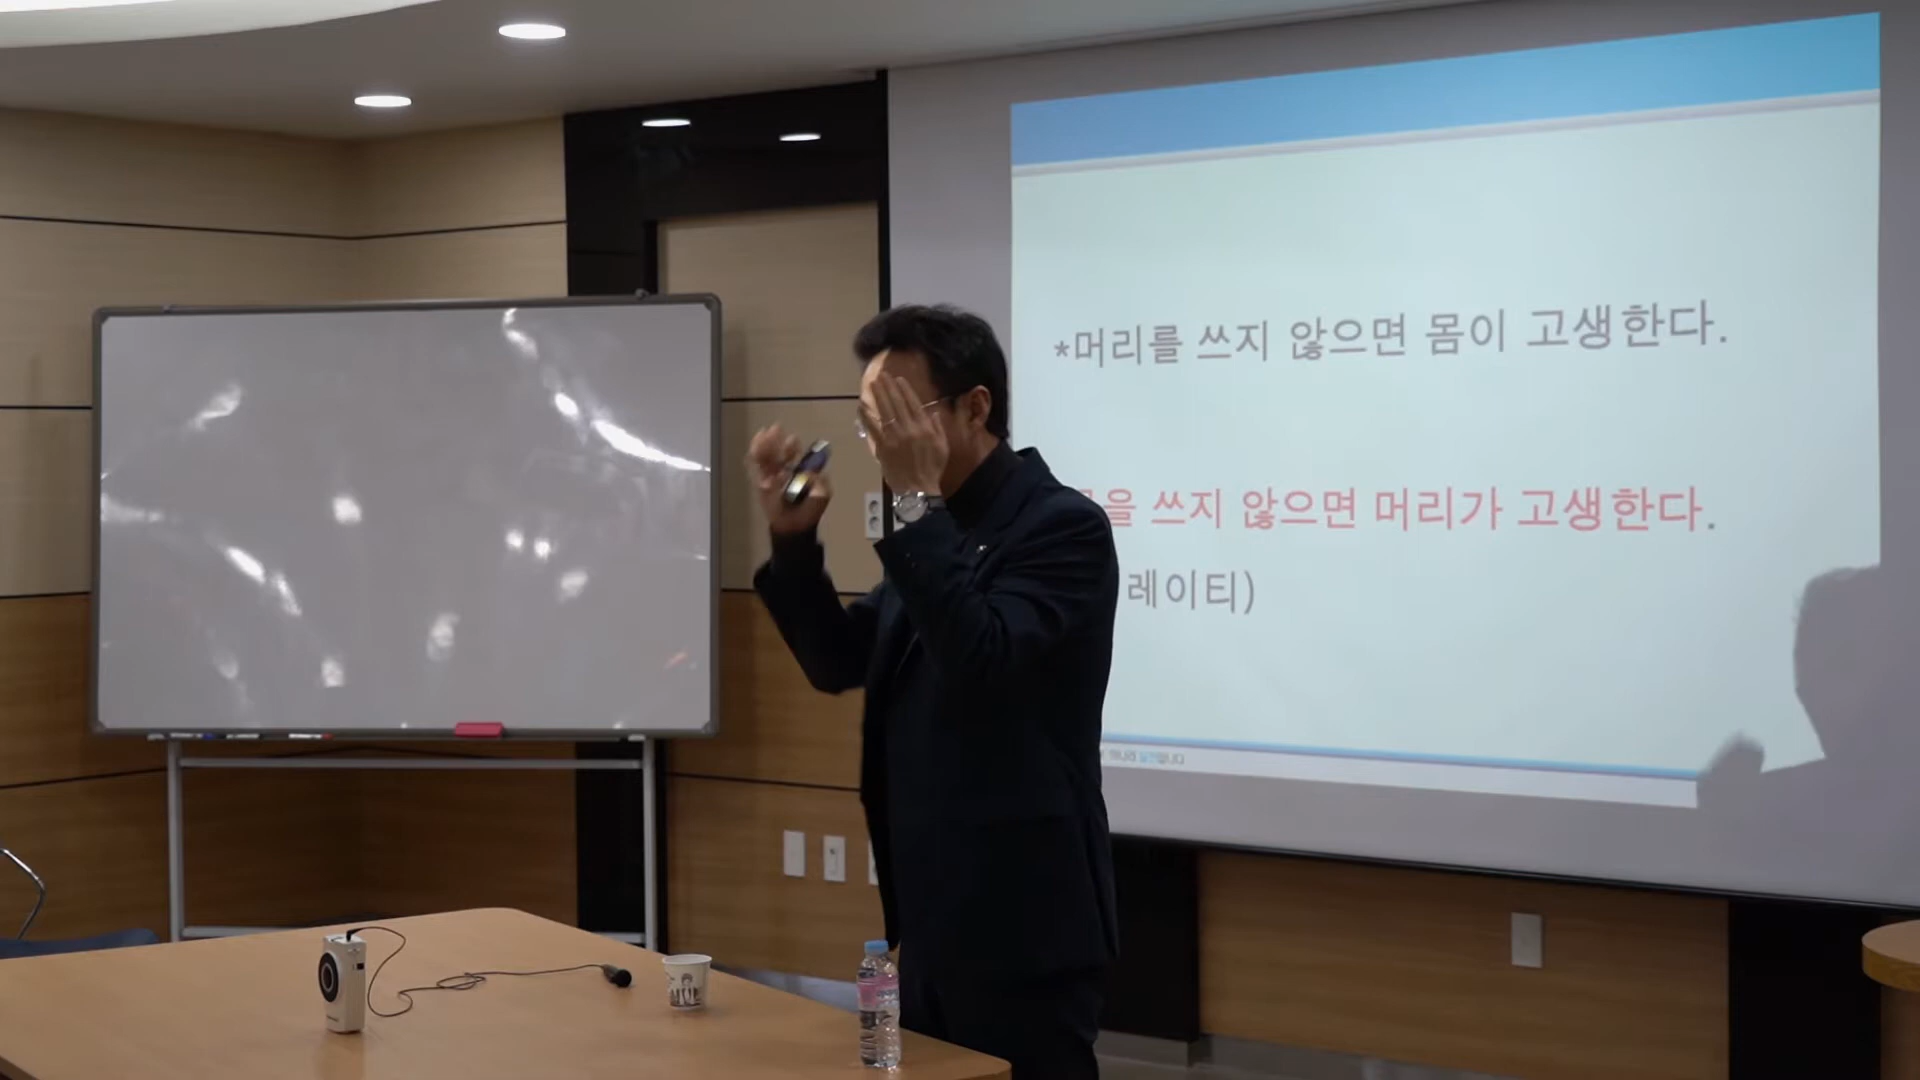 *머리를 쓰지 않으면 몸이 고생한다.
을 쓰지 않으면 머리가 고생한다.
레이티)